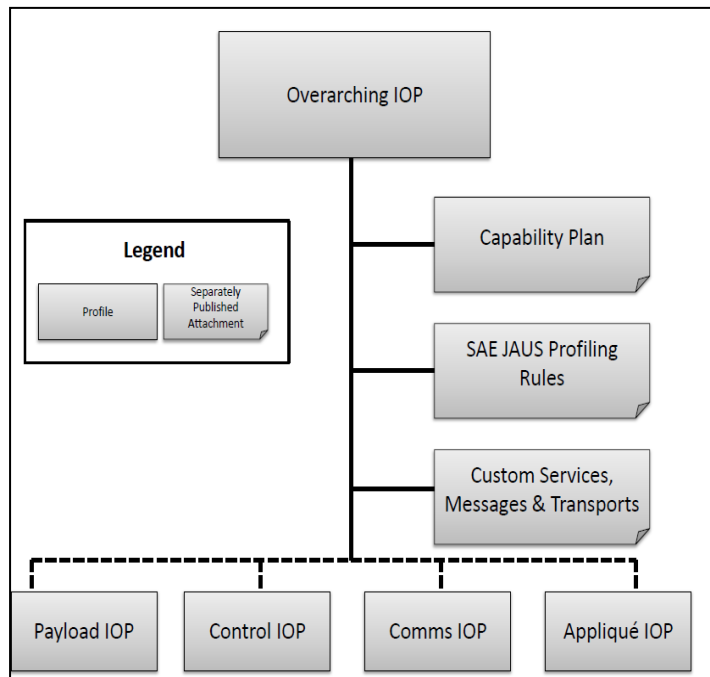 Overarching IOP
Capability Plan
Legend
Profile
Separately
Published
Attachment
SAE JAUS Profiling
Rules
Custom Services,
Messages & Transports
Payload IOP
Control IOP
Comms IOP
Appliqué IOP